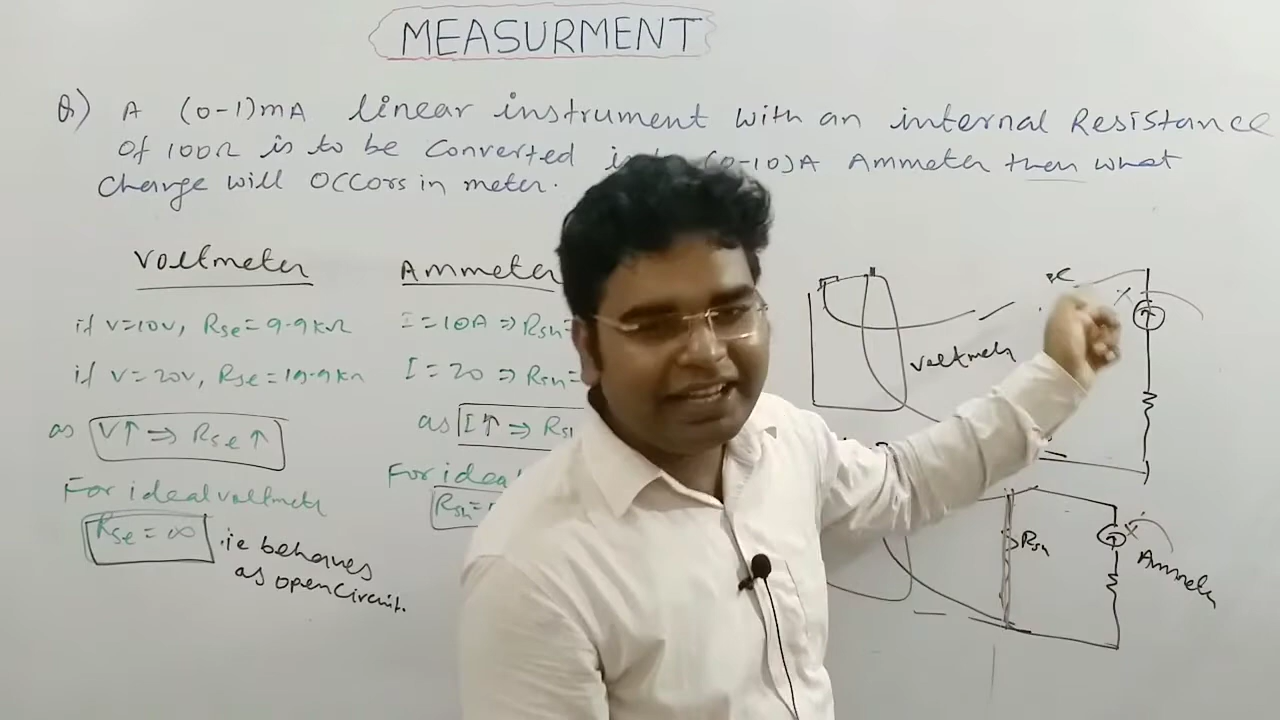 MEASURMENT
Q) A (0-1)mA linear instrument with an internal Resistance
of 100Ω is to be converted (0-10)A Ammeter then what
change will occors in meter.
Voltmeter
Ammeter
if V=10V, Rse=9.9kΩ
I=10A ⇒ Rsh=
if V=20V, Rse=19.9kΩ
I=20 ⇒ Rsh=
as V↑ ⇒ Rse↑
as I↑ ⇒ Rsh
For ideal voltmeter
For ideal
Rse=∞
Rsh=
ie behaves
as open circuit.
voltmeter
Rsh
Ammeter